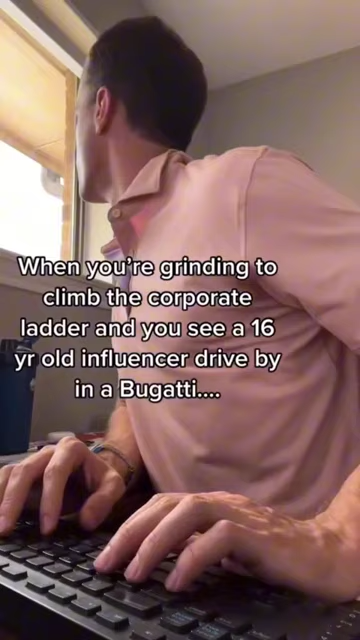 When you're grinding to
climb the corporate
ladder and you see a 16
yr old influencer drive by
in a Bugatti....